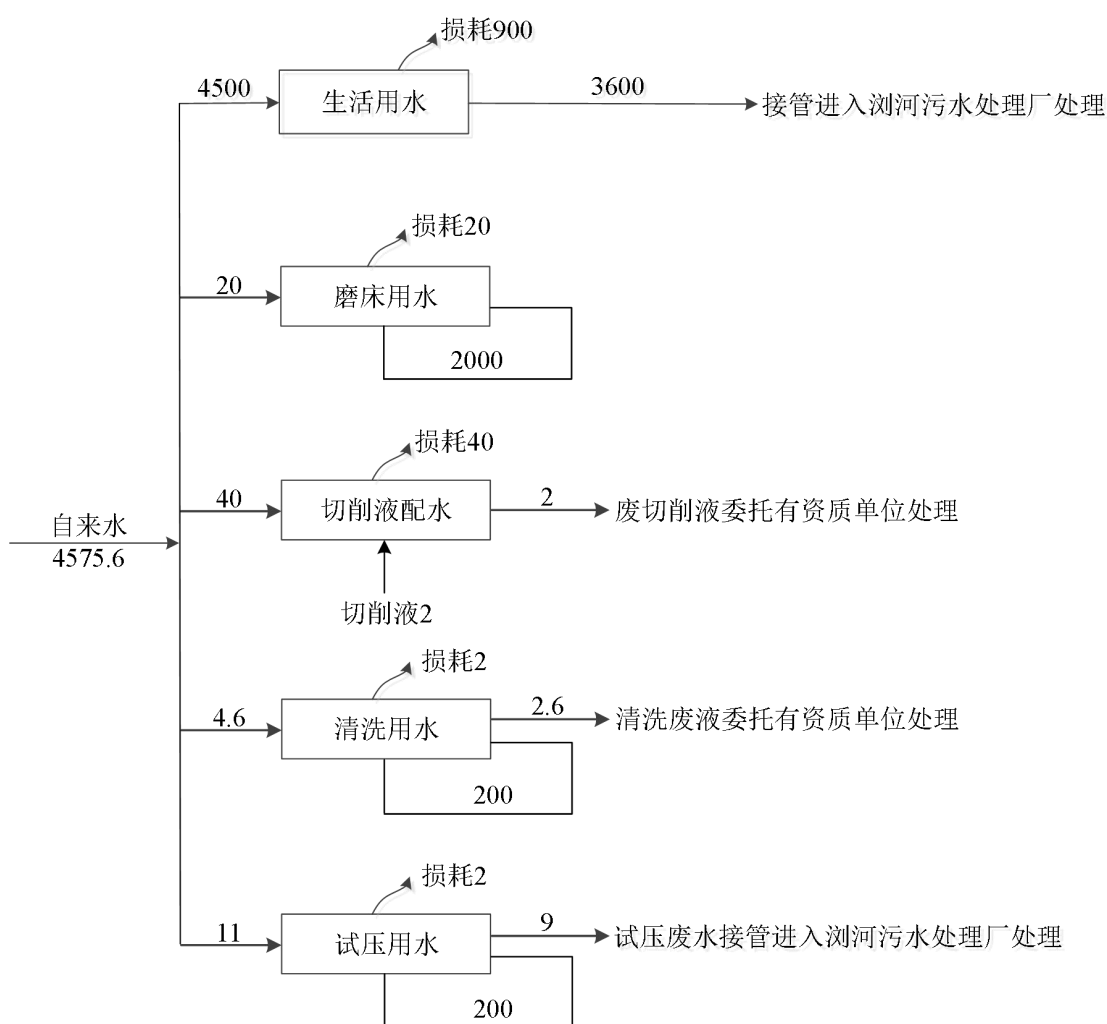 损耗900
4500
生活用水
3600
接管进入浏河污水处理厂处理
损耗20
20
磨床用水
2000
损耗40
40
切削液配水
2
废切削液委托有资质单位处理
自来水
4575.6
切削液2
损耗2
4.6
清洗用水
2.6
清洗废液委托有资质单位处理
200
损耗2
11
试压用水
9
试压废水接管进入浏河污水处理厂处理
200